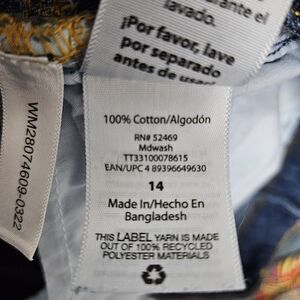 lavado.
¡Por favor, lave
por separado
antes de usar!
WM28074609-0322
100% Cotton/Algodón
RN# 52469
Mdwash
TT33100078615
EAN/UPC 4 89396649630
14
Made In/Hecho En
Bangladesh
THIS LABEL YARN IS MADE
OUT OF 100% RECYCLED
POLYESTER MATERIALS